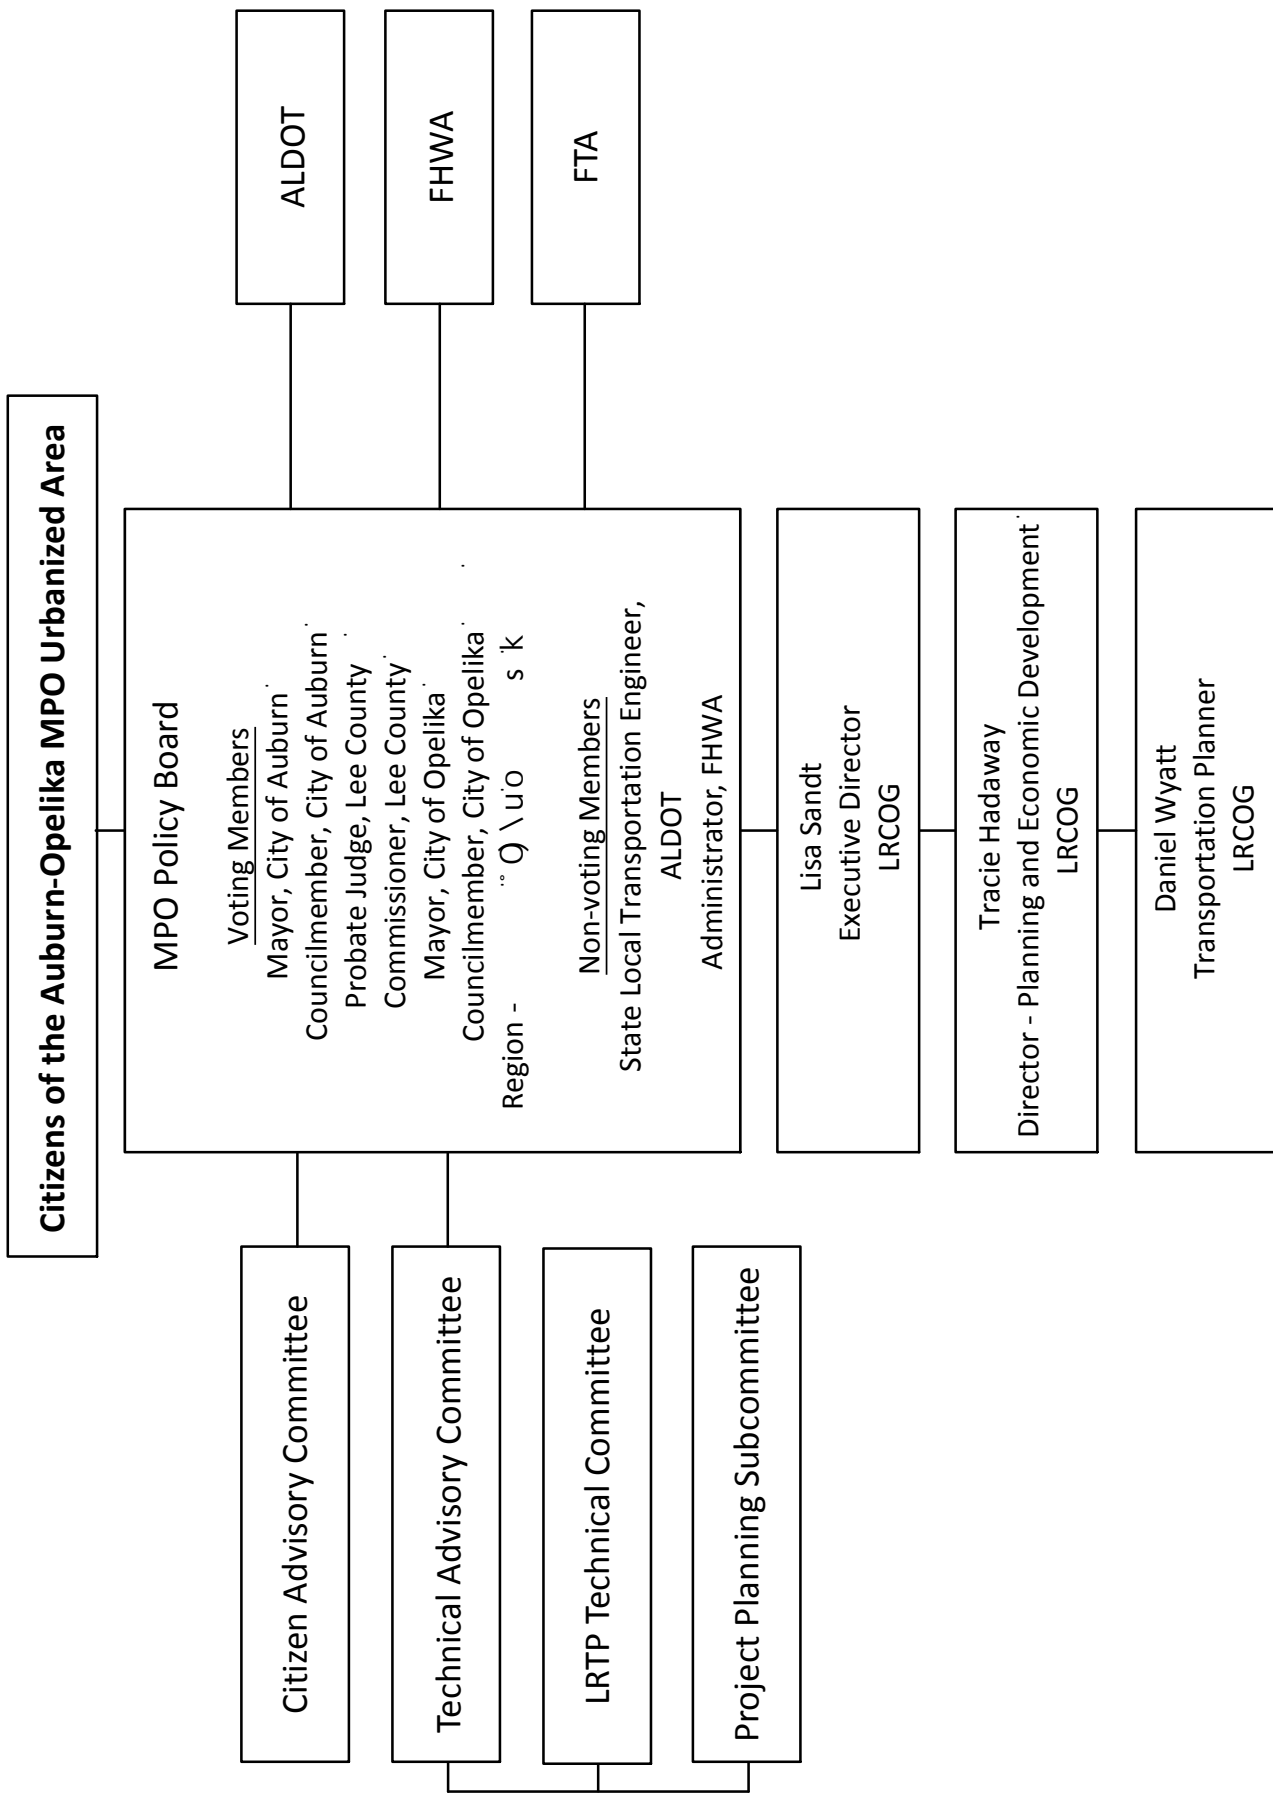 Citizens of the Auburn-Opelika MPO Urbanized Area
MPO Policy Board
Voting Members
Mayor, City of Auburn
Councilmember, City of Auburn
Probate Judge, Lee County
Commissioner, Lee County
Mayor, City of Opelika
Councilmember, City of Opelika
Region -
Non-voting Members
State Local Transportation Engineer,
ALDOT
Administrator, FHWA
Citizen Advisory Committee
Technical Advisory Committee
LRTP Technical Committee
Project Planning Subcommittee
ALDOT
FHWA
FTA
Lisa Sandt
Executive Director
LRCOG
Tracie Hadaway
Director - Planning and Economic Development
LRCOG
Daniel Wyatt
Transportation Planner
LRCOG